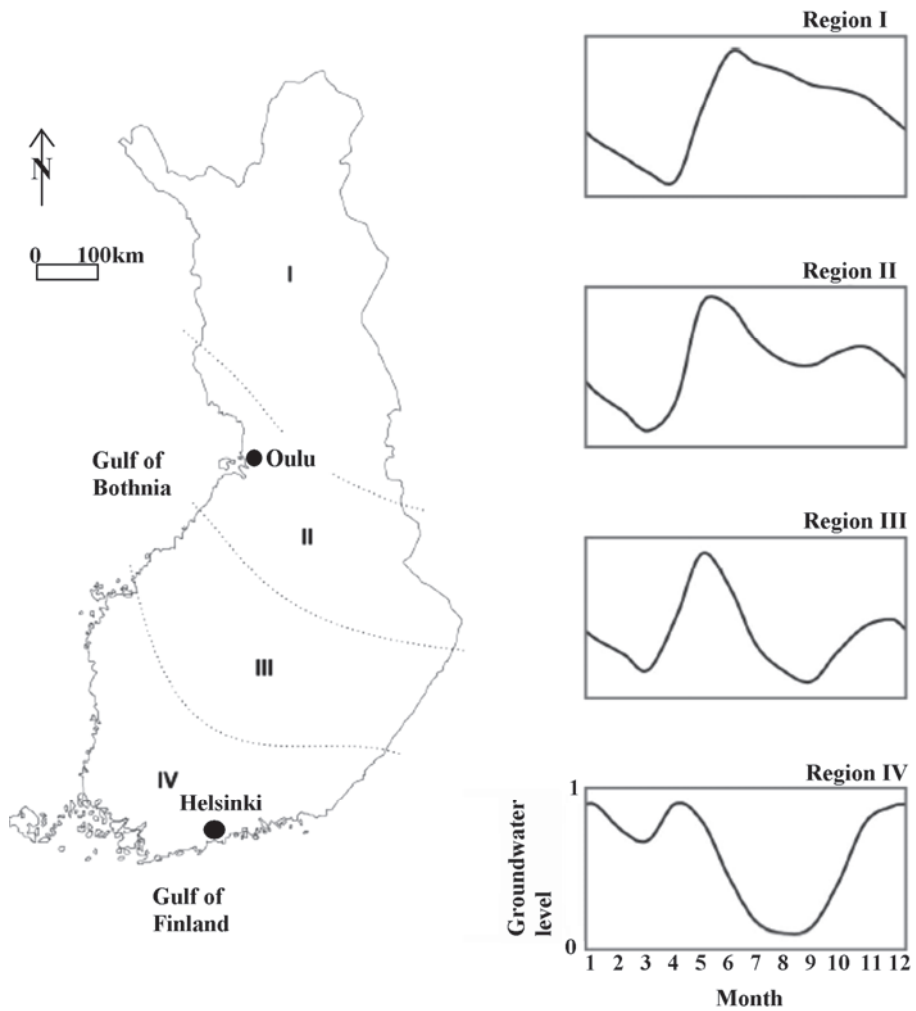 Region I
N
0 100km
I
Region II
Gulf of
Bothnia
Oulu
II
Region III
III
Region IV
IV
Helsinki
Gulf of
Finland
Groundwater
level
1
0
1 2 3 4 5 6 7 8 9 10 11 12
Month